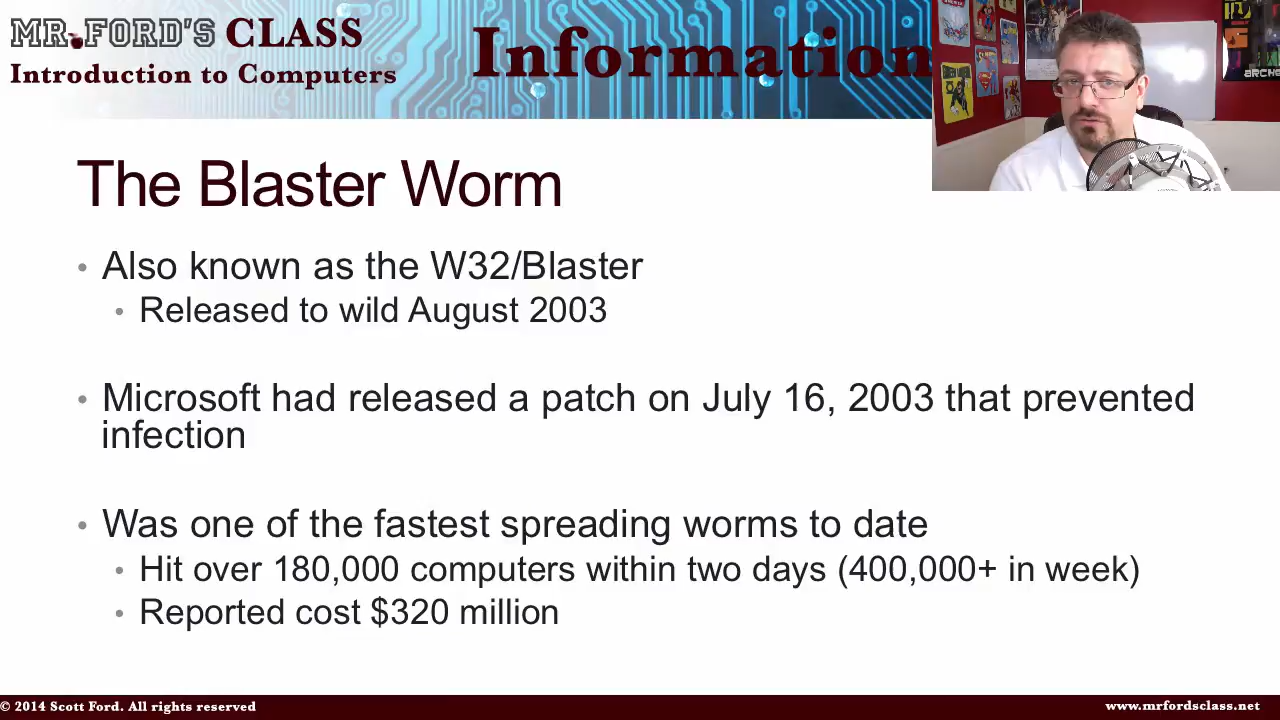 MR. FORD'S CLASS
Introduction to Computers
Information
The Blaster Worm
• Also known as the W32/Blaster
• Released to wild August 2003
• Microsoft had released a patch on July 16, 2003 that prevented
infection
• Was one of the fastest spreading worms to date
• Hit over 180,000 computers within two days (400,000+ in week)
• Reported cost $320 million
© 2014 Scott Ford. All rights reserved
www.mrfordsclass.net